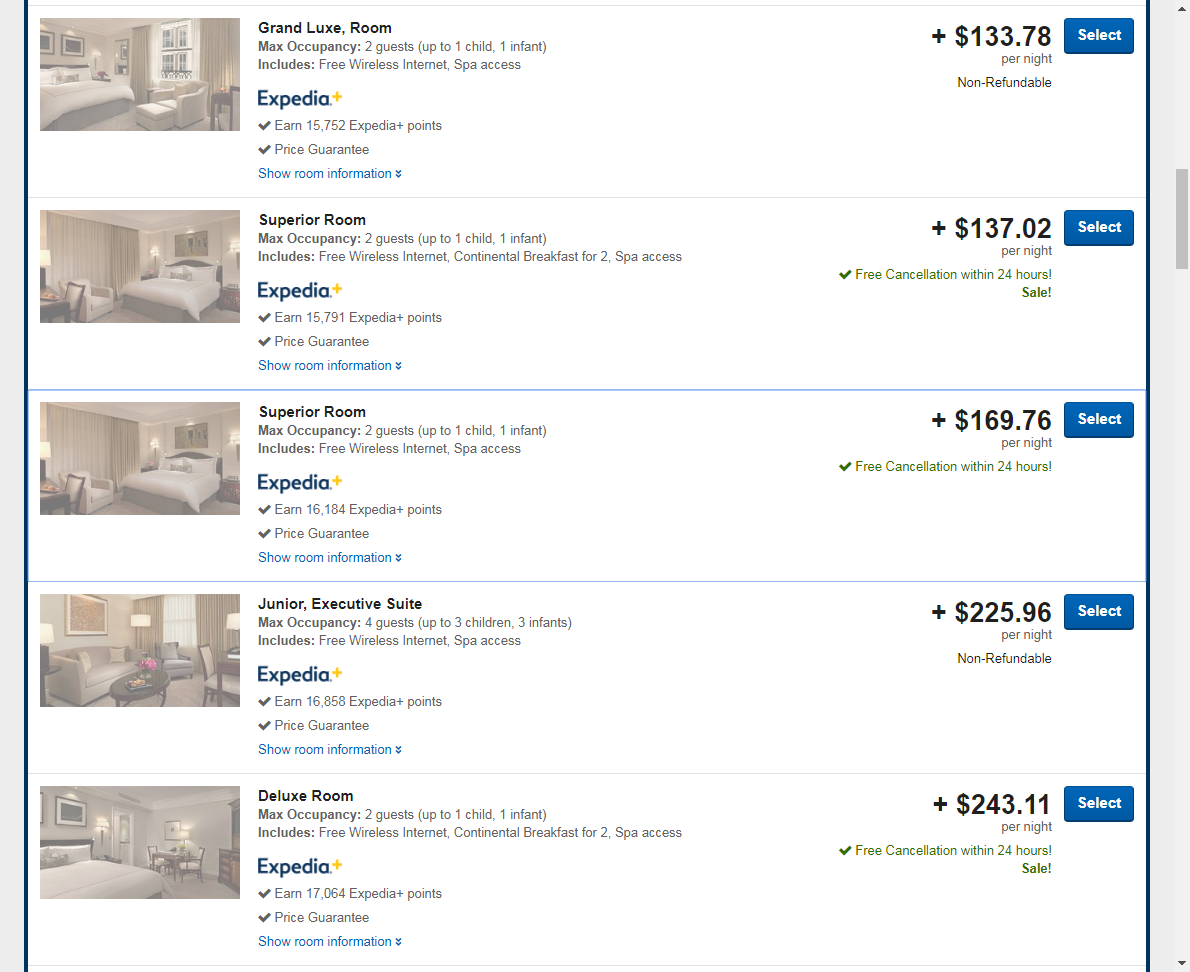 Grand Luxe, Room
Max Occupancy: 2 guests (up to 1 child, 1 infant)
Includes: Free Wireless Internet, Spa access
Expedia+
Earn 15,752 Expedia+ points
Price Guarantee
Show room information
+ $133.78
per night
Non-Refundable
Select
Superior Room
Max Occupancy: 2 guests (up to 1 child, 1 infant)
Includes: Free Wireless Internet, Continental Breakfast for 2, Spa access
Expedia+
Earn 15,791 Expedia+ points
Price Guarantee
Show room information
+ $137.02
per night
Free Cancellation within 24 hours!
Sale!
Select
Superior Room
Max Occupancy: 2 guests (up to 1 child, 1 infant)
Includes: Free Wireless Internet, Spa access
Expedia+
Earn 16,184 Expedia+ points
Price Guarantee
Show room information
+ $169.76
per night
Free Cancellation within 24 hours!
Select
Junior, Executive Suite
Max Occupancy: 4 guests (up to 3 children, 3 infants)
Includes: Free Wireless Internet, Spa access
Expedia+
Earn 16,858 Expedia+ points
Price Guarantee
Show room information
+ $225.96
per night
Non-Refundable
Select
Deluxe Room
Max Occupancy: 2 guests (up to 1 child, 1 infant)
Includes: Free Wireless Internet, Continental Breakfast for 2, Spa access
Expedia+
Earn 17,064 Expedia+ points
Price Guarantee
Show room information
+ $243.11
per night
Free Cancellation within 24 hours!
Sale!
Select